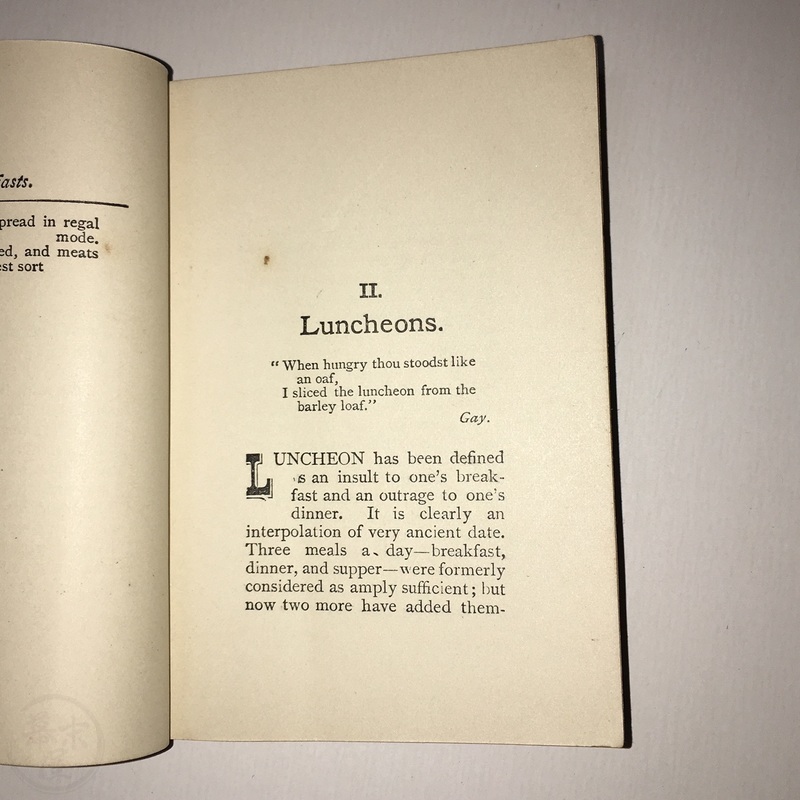 asts.
pread in regal
mode.
ed, and meats
est sort
II.
Luncheons.
“ When hungry thou stoodst like
an oaf,
I sliced the luncheon from the
barley loaf.”
Gay.
LUNCHEON has been defined
s an insult to one’s break-
fast and an outrage to one’s
dinner. It is clearly an
interpolation of very ancient date.
Three meals a day—breakfast,
dinner, and supper—were formerly
considered as amply sufficient ; but
now two more have added them-